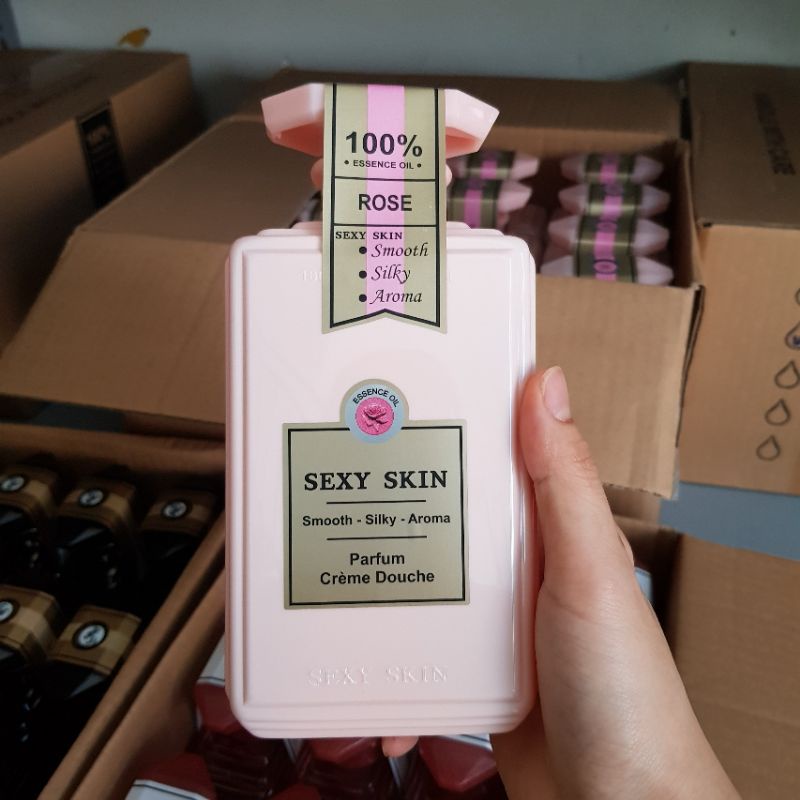 100%
• ESSENCE OIL •
ROSE
SEXY SKIN
• Smooth
• Silky
• Aroma
ESSENCE OIL
SEXY SKIN
Smooth - Silky - Aroma
Parfum
Crème Douche
SEXY SKIN